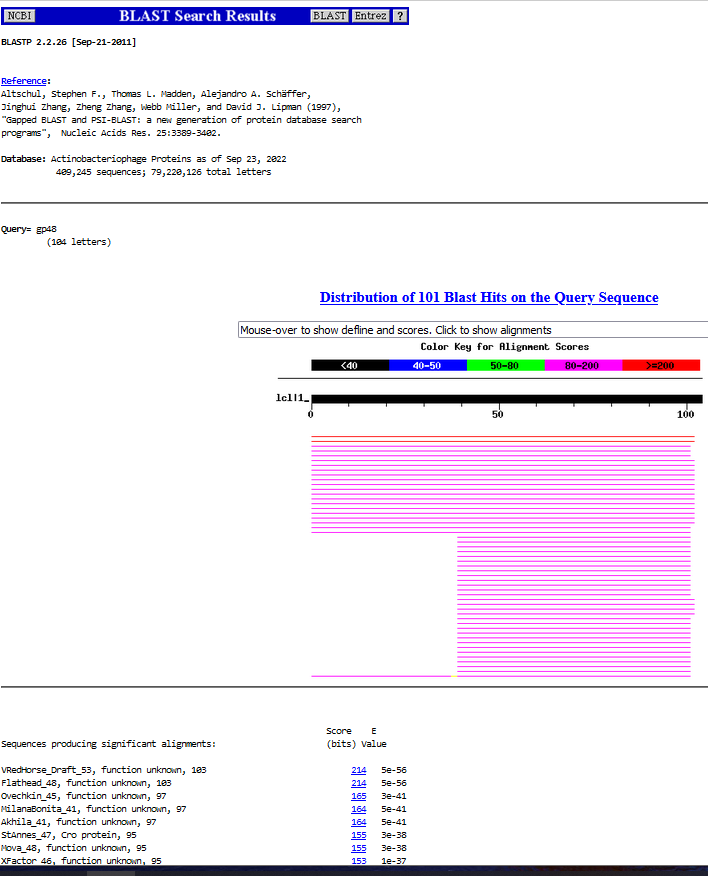 NCBI BLAST Search Results BLAST Entrez ?
BLASTP 2.2.26 [Sep-21-2011]
Reference:
Altschul, Stephen F., Thomas L. Madden, Alejandro A. Schäffer,
Jinghui Zhang, Zheng Zhang, Webb Miller, and David J. Lipman (1997),
"Gapped BLAST and PSI-BLAST: a new generation of protein database search
programs", Nucleic Acids Res. 25:3389-3402.
Database: Actinobacteriophage Proteins as of Sep 23, 2022
409,245 sequences; 79,220,126 total letters
Query= gp48
(104 letters)
Distribution of 101 Blast Hits on the Query Sequence
Mouse-over to show defline and scores. Click to show alignments
Color Key for Alignment Scores
<40 40-50 50-80 80-200 >=200
lcl|1_
0 50 100
Score E
Sequences producing significant alignments: (bits) Value
VRedHorse_Draft_53, function unknown, 103 214 5e-56
Flathead_48, function unknown, 103 214 5e-56
Ovechkin_45, function unknown, 97 165 3e-41
MilanaBonita_41, function unknown, 97 164 5e-41
Akhila_41, function unknown, 97 164 5e-41
StAnnes_47, Cro protein, 95 155 3e-38
Mova_48, function unknown, 95 155 3e-38
XFactor_46, function unknown, 95 153 1e-37